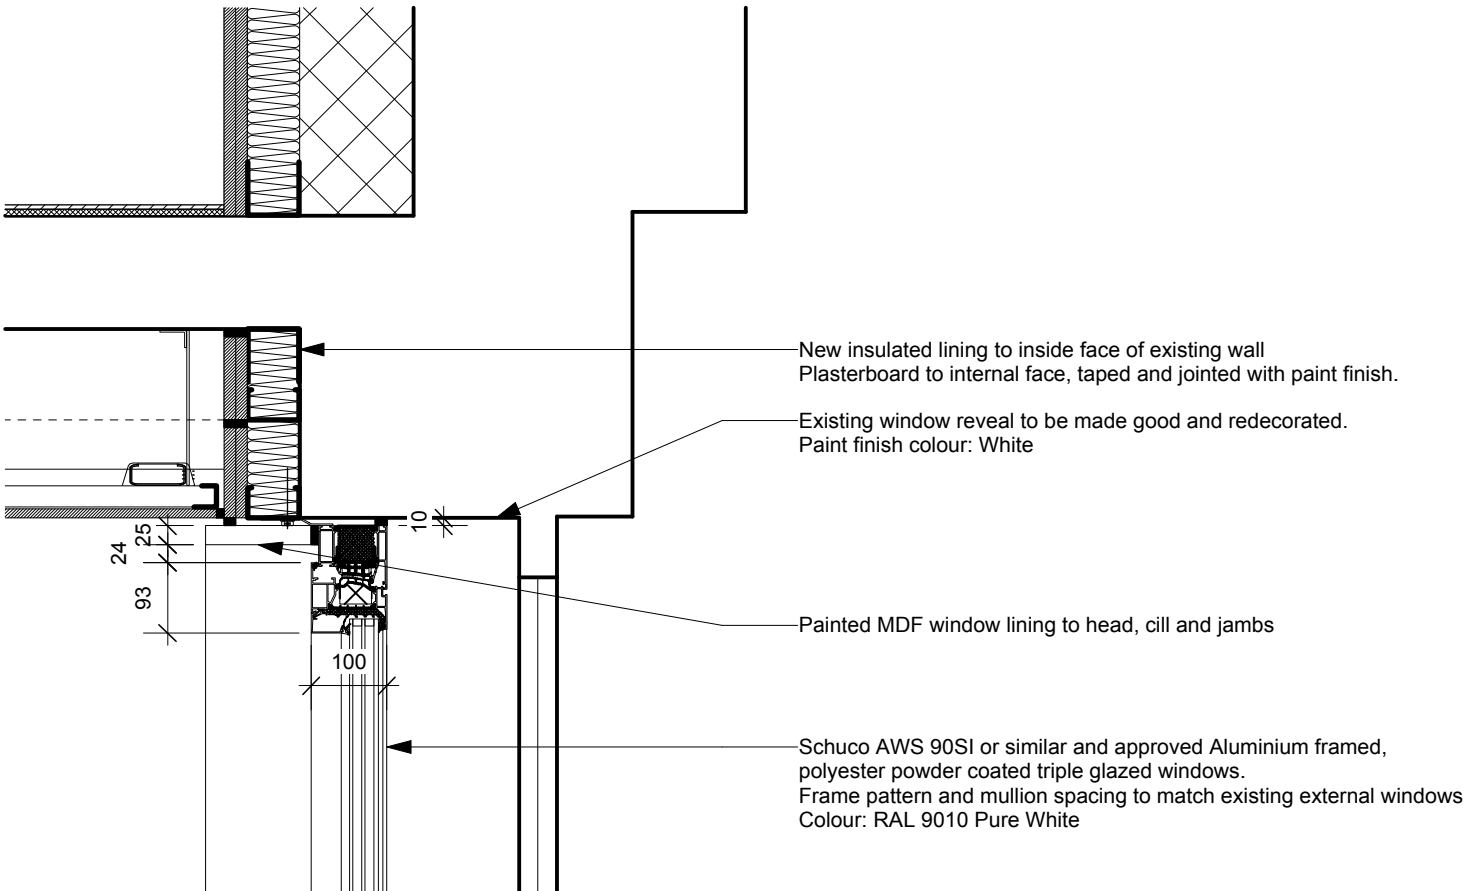 New insulated lining to inside face of existing wall
Plasterboard to internal face, taped and jointed with paint finish.
Existing window reveal to be made good and redecorated.
Paint finish colour: White
10
25
24
93
Painted MDF window lining to head, cill and jambs
100
Schuco AWS 90SI or similar and approved Aluminium framed,
polyester powder coated triple glazed windows.
Frame pattern and mullion spacing to match existing external windows
Colour: RAL 9010 Pure White